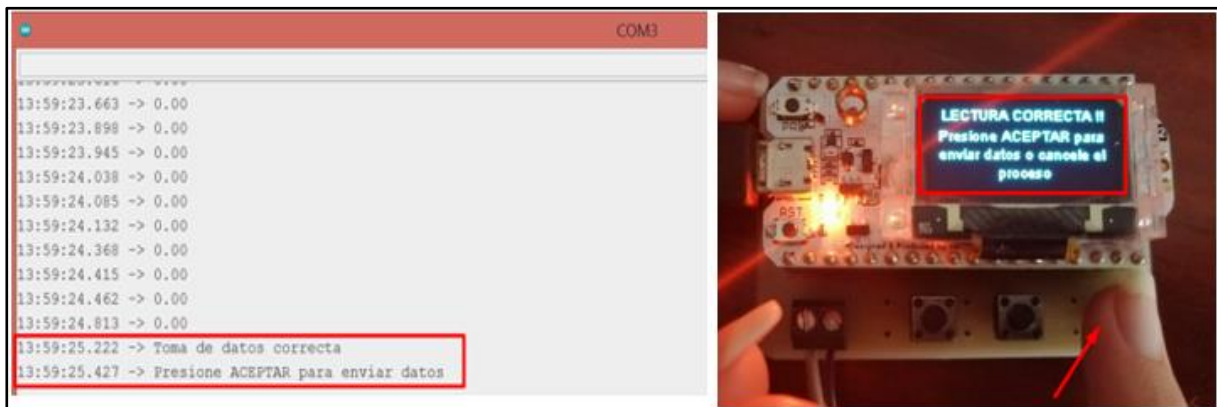 COM3
13:59:23.663 -> 0.00
13:59:23.898 -> 0.00
13:59:23.945 -> 0.00
13:59:24.038 -> 0.00
13:59:24.085 -> 0.00
13:59:24.132 -> 0.00
13:59:24.368 -> 0.00
13:59:24.415 -> 0.00
13:59:24.462 -> 0.00
13:59:24.813 -> 0.00
13:59:25.222 -> Toma de datos correcta
13:59:25.427 -> Presione ACEPTAR para enviar datos
LECTURA CORRECTA !!
Presione ACEPTAR para
enviar datos o cancele el
proceso
RST